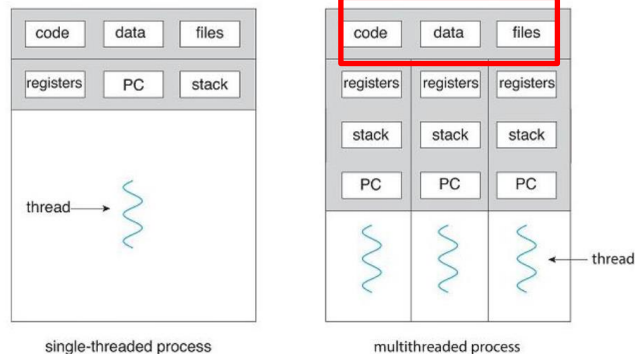 code data files
registers PC stack
thread
single-threaded process
code data files
registers registers registers
stack stack stack
PC PC PC
thread
multithreaded process